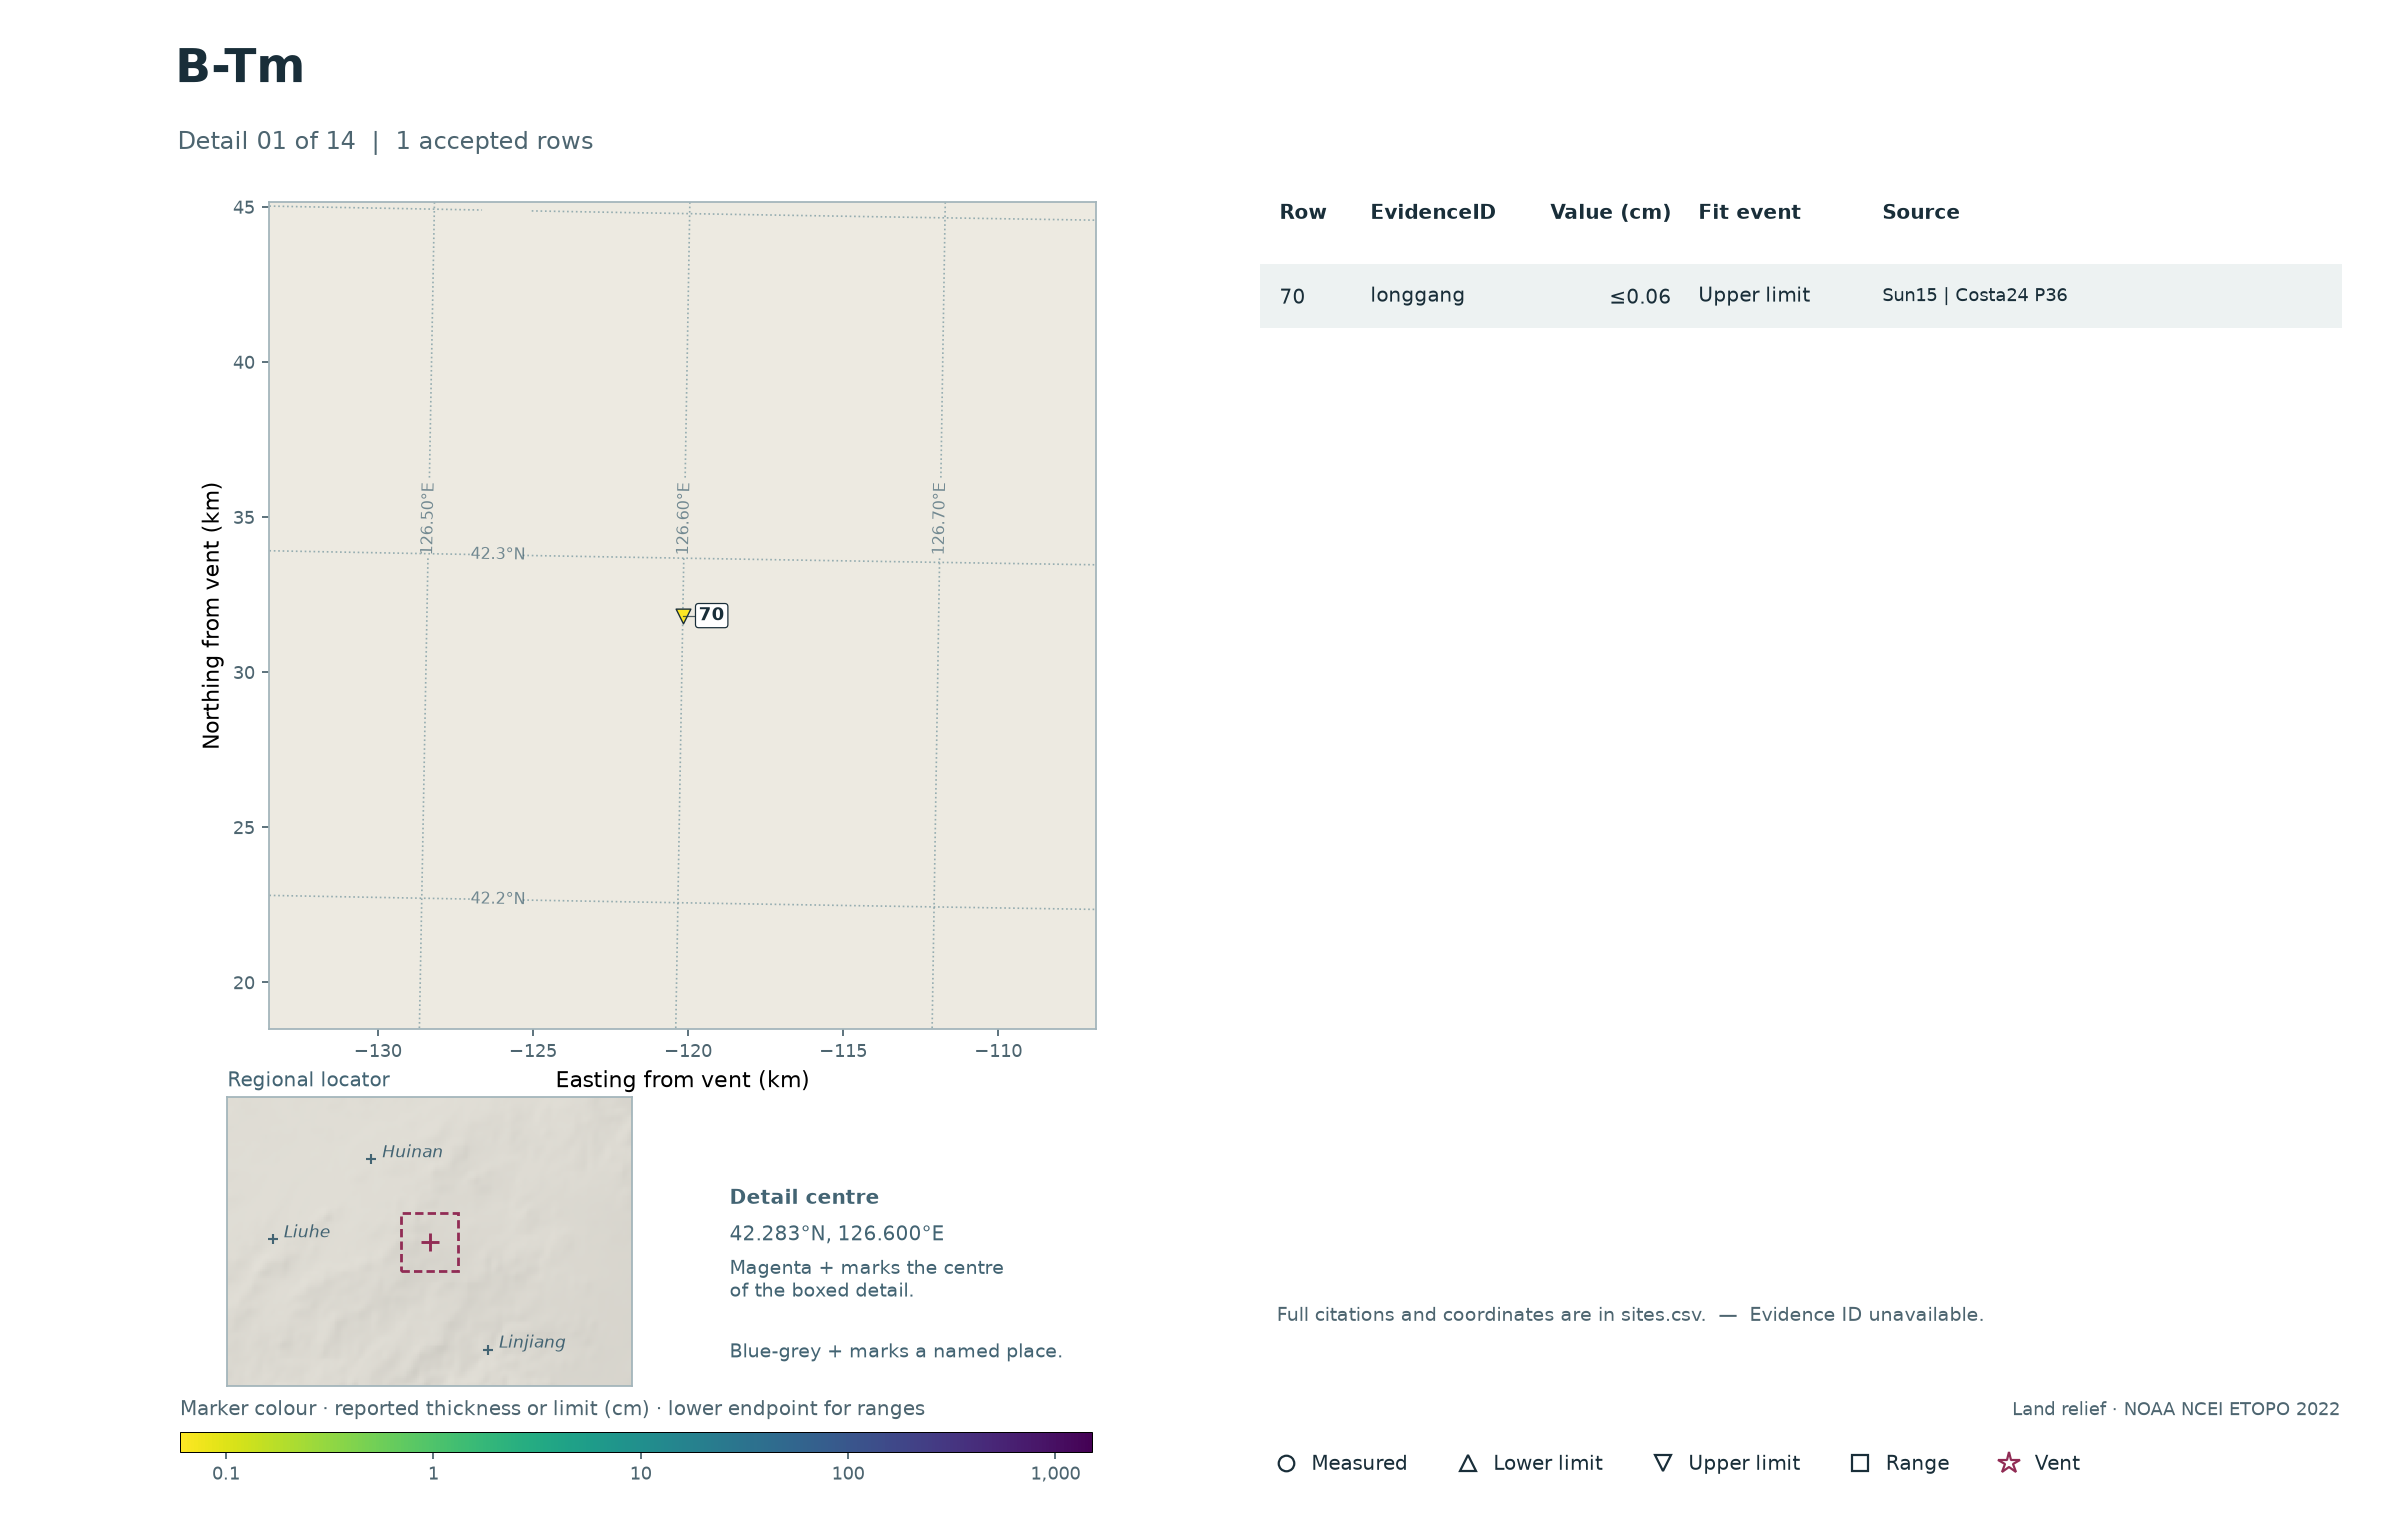 B-Tm
Detail 01 of 14 | 1 accepted rows
45
40
35
30
25
20
Northing from vent (km)
126.50°E
126.60°E
126.70°E
42.3°N
42.2°N
70
−130
−125
−120
−115
−110
Easting from vent (km)
Row EvidenceID Value (cm) Fit event Source
70 longgang ≤0.06 Upper limit Sun15 | Costa24 P36
Regional locator
Huinan
Liuhe
Linjiang
Detail centre
42.283°N, 126.600°E
Magenta + marks the centre
of the boxed detail.
Blue-grey + marks a named place.
Full citations and coordinates are in sites.csv. — Evidence ID unavailable.
Marker colour · reported thickness or limit (cm) · lower endpoint for ranges
0.1 1 10 100 1,000
Land relief · NOAA NCEI ETOPO 2022
Measured Lower limit Upper limit Range Vent